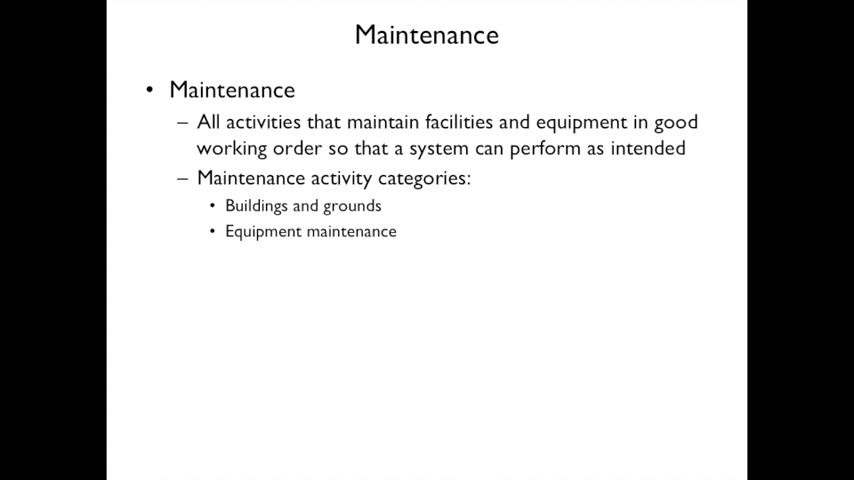 Maintenance
• Maintenance
– All activities that maintain facilities and equipment in good
working order so that a system can perform as intended
– Maintenance activity categories:
• Buildings and grounds
• Equipment maintenance